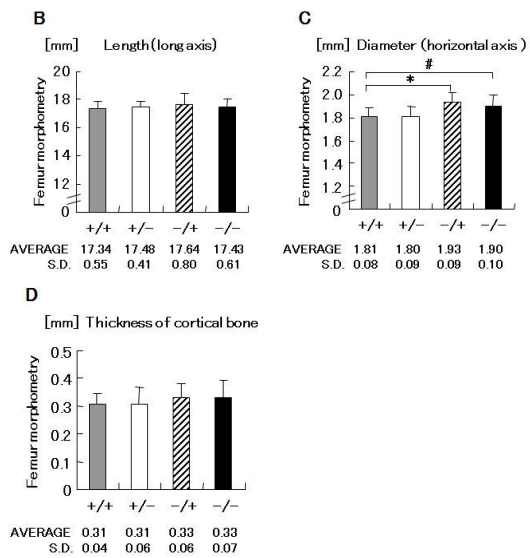 B
[mm] Length(long axis)
Femur morphometry
20
18
16
14
12
0
+/+ +/− −/+ −/−
AVERAGE 17.34 17.48 17.64 17.43
S.D. 0.55 0.41 0.80 0.61
C
[mm] Diameter (horizontal axis)
#
*
Femur morphometry
2.2
2.0
1.8
1.6
1.4
1.2
0
+/+ +/− −/+ −/−
AVERAGE 1.81 1.80 1.93 1.90
S.D. 0.08 0.09 0.09 0.10
D
[mm] Thickness of cortical bone
Femur morphometry
0.5
0.4
0.3
0.2
0.1
0
+/+ +/− −/+ −/−
AVERAGE 0.31 0.31 0.33 0.33
S.D. 0.04 0.06 0.06 0.07